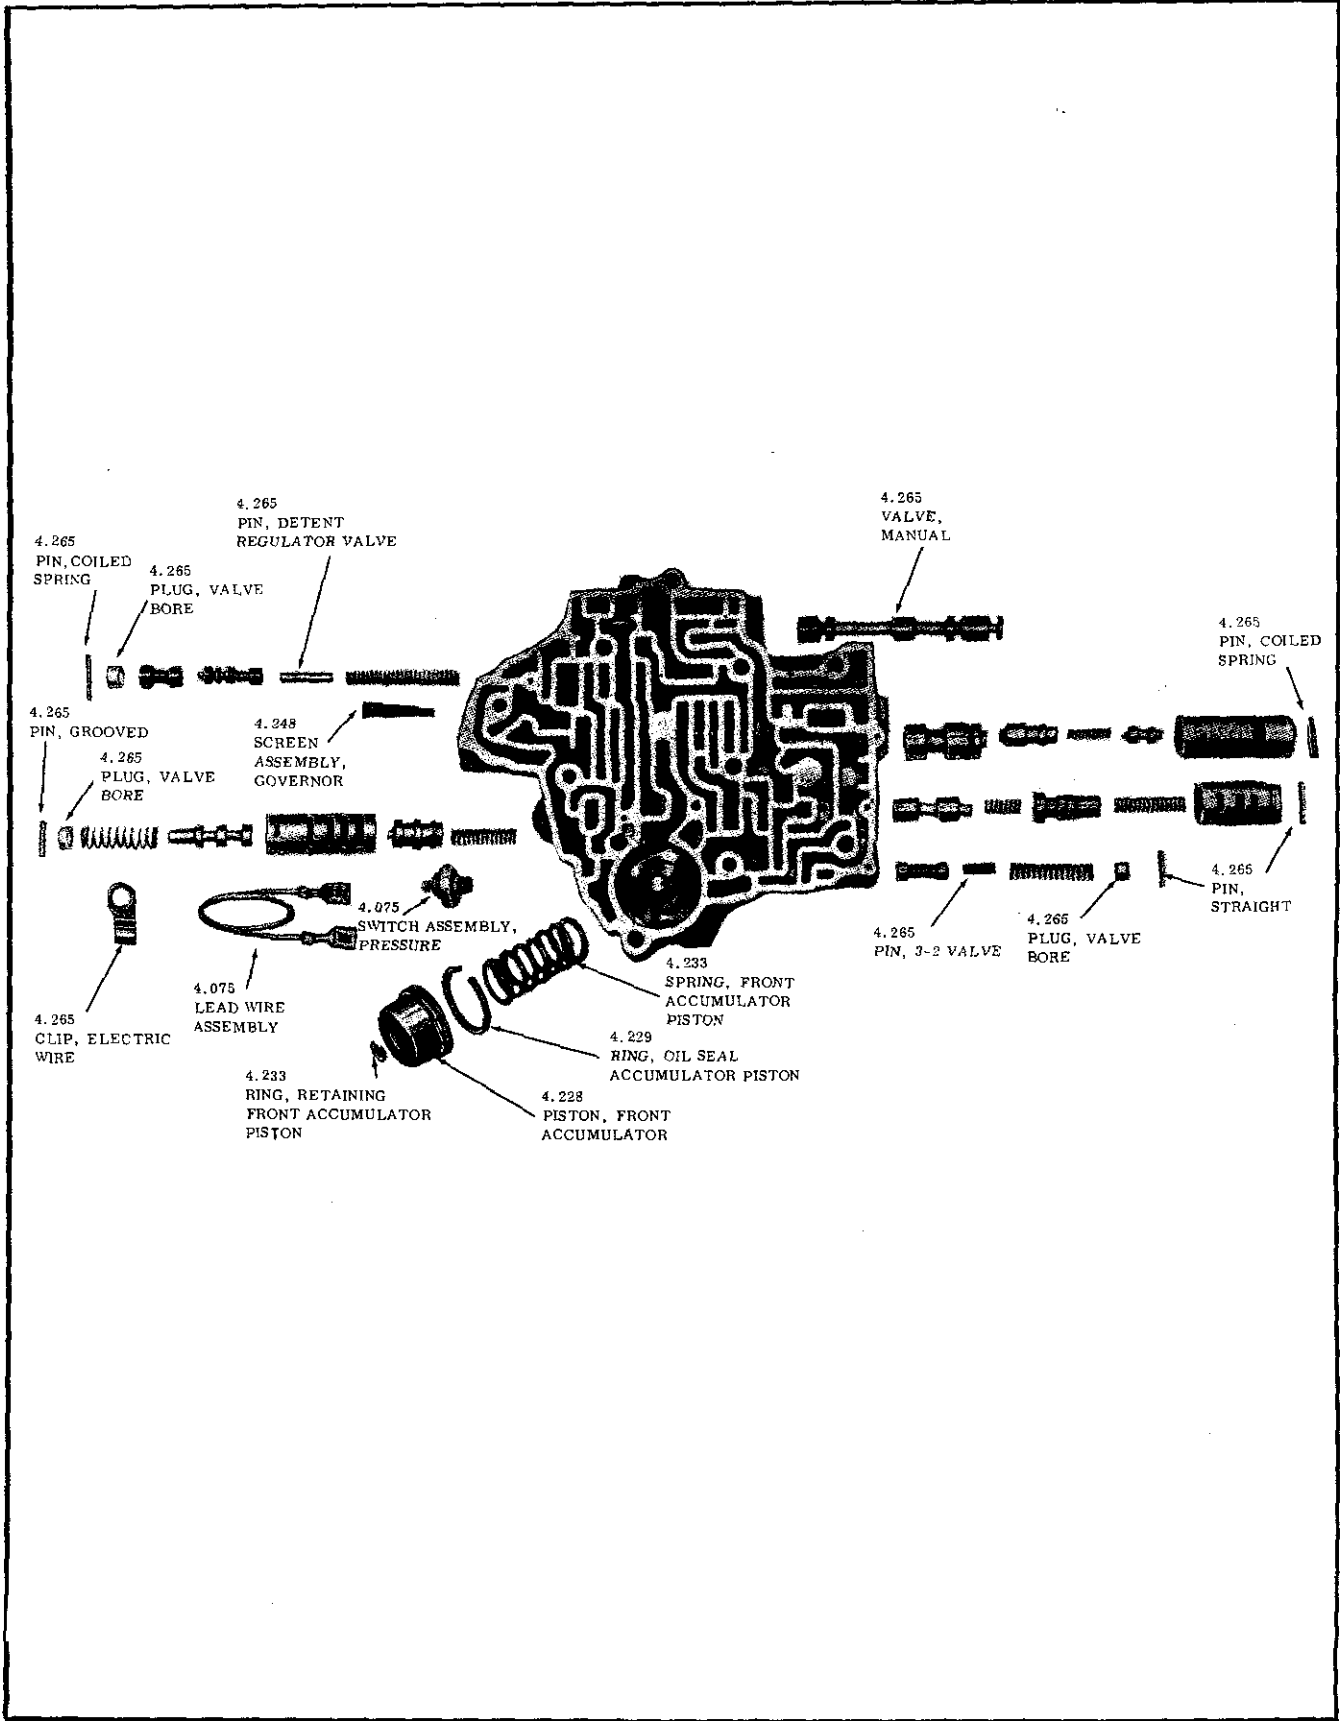 4.265
PIN, DETENT
REGULATOR VALVE
4.265
VALVE,
MANUAL
4.265
PIN, COILED
SPRING
4.265
PLUG, VALVE
BORE
4.265
PIN, COILED
SPRING
4.265
PIN, GROOVED
4.248
SCREEN
ASSEMBLY,
GOVERNOR
4.265
PLUG, VALVE
BORE
4.265
PIN,
STRAIGHT
4.075
SWITCH ASSEMBLY,
PRESSURE
4.265
PIN, 3-2 VALVE
4.265
PLUG, VALVE
BORE
4.233
SPRING, FRONT
ACCUMULATOR
PISTON
4.075
LEAD WIRE
ASSEMBLY
4.265
CLIP, ELECTRIC
WIRE
4.229
RING, OIL SEAL
ACCUMULATOR PISTON
4.233
RING, RETAINING
FRONT ACCUMULATOR
PISTON
4.228
PISTON, FRONT
ACCUMULATOR